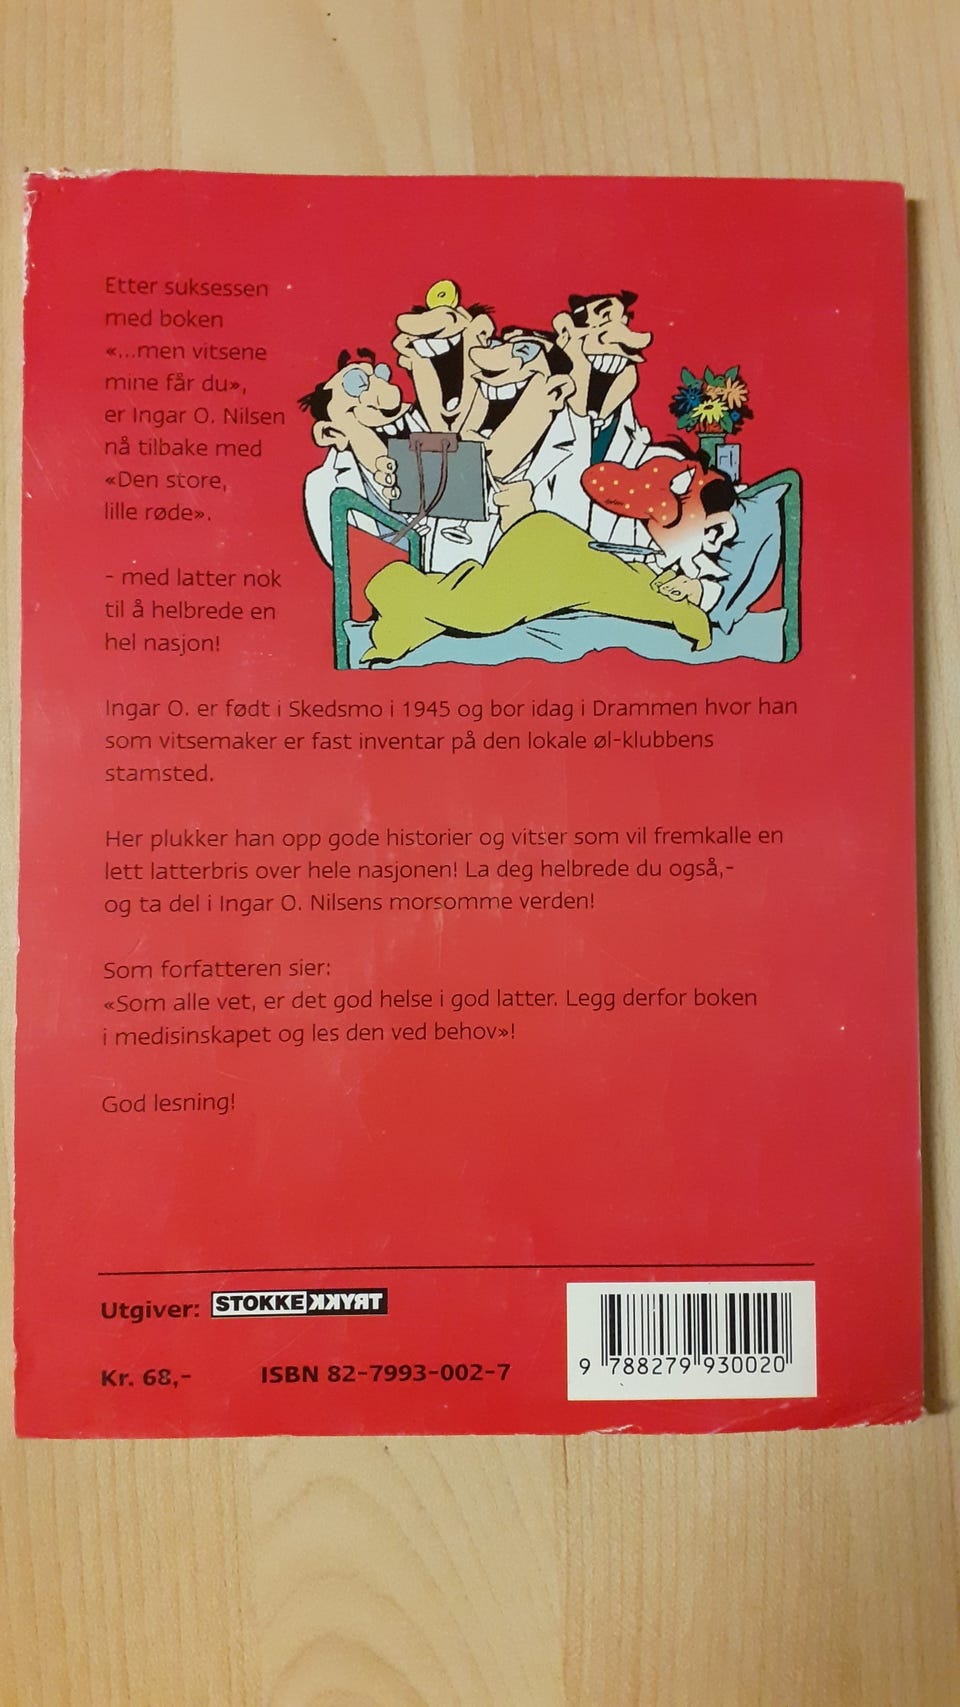 Etter suksessen
med boken
«...men vitsene
mine får du»,
er Ingar O. Nilsen
nå tilbake med
«Den store,
lille røde».
- med latter nok
til å helbrede en
hel nasjon!
Ingar O. er født i Skedsmo i 1945 og bor idag i Drammen hvor han
som vitsemaker er fast inventar på den lokale øl-klubbens
stamsted.
Her plukker han opp gode historier og vitser som vil fremkalle en
lett latterbris over hele nasjonen! La deg helbrede du også,-
og ta del i Ingar O. Nilsens morsomme verden!
Som forfatteren sier:
«Som alle vet, er det god helse i god latter. Legg derfor boken
i medisinskapet og les den ved behov»!
God lesning!
Utgiver: STOKKE TRYKK
Kr. 68,- ISBN 82-7993-002-7
9 788279 930020